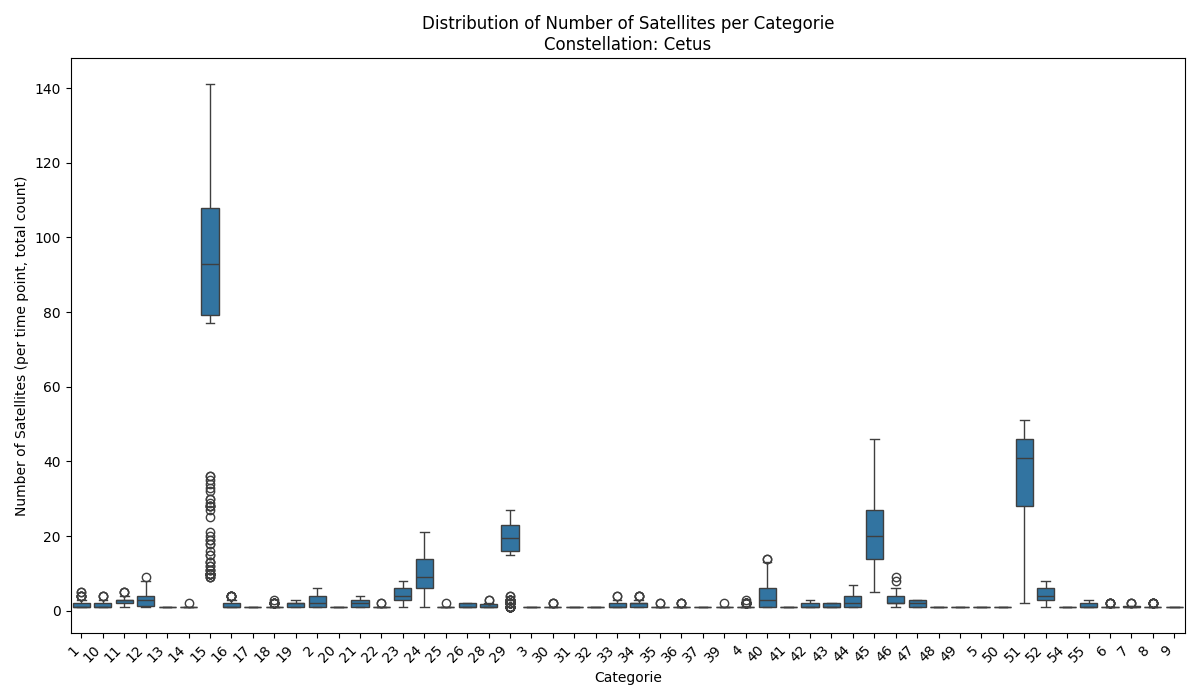 Distribution of Number of Satellites per Categorie
Constellation: Cetus
Number of Satellites (per time point, total count)
140
120
100
80
60
40
20
0
1 10 11 12 13 14 15 16 17 18 19 2 20 21 22 23 24 25 26 28 29 3 30 31 32 33 34 35 36 37 39 4 40 41 42 43 44 45 46 47 48 49 5 50 51 52 54 55 6 7 8 9
Categorie